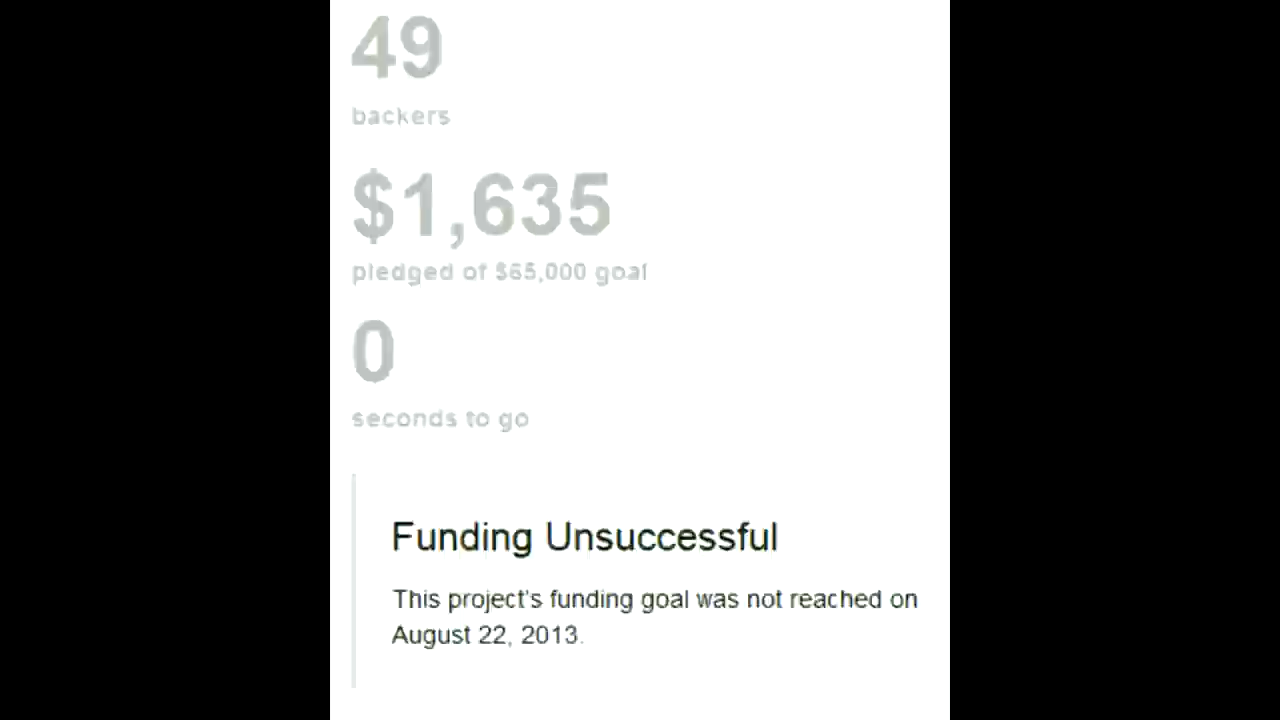 49
backers
$1,635
pledged of $65,000 goal
0
seconds to go
Funding Unsuccessful
This project's funding goal was not reached on
August 22, 2013.